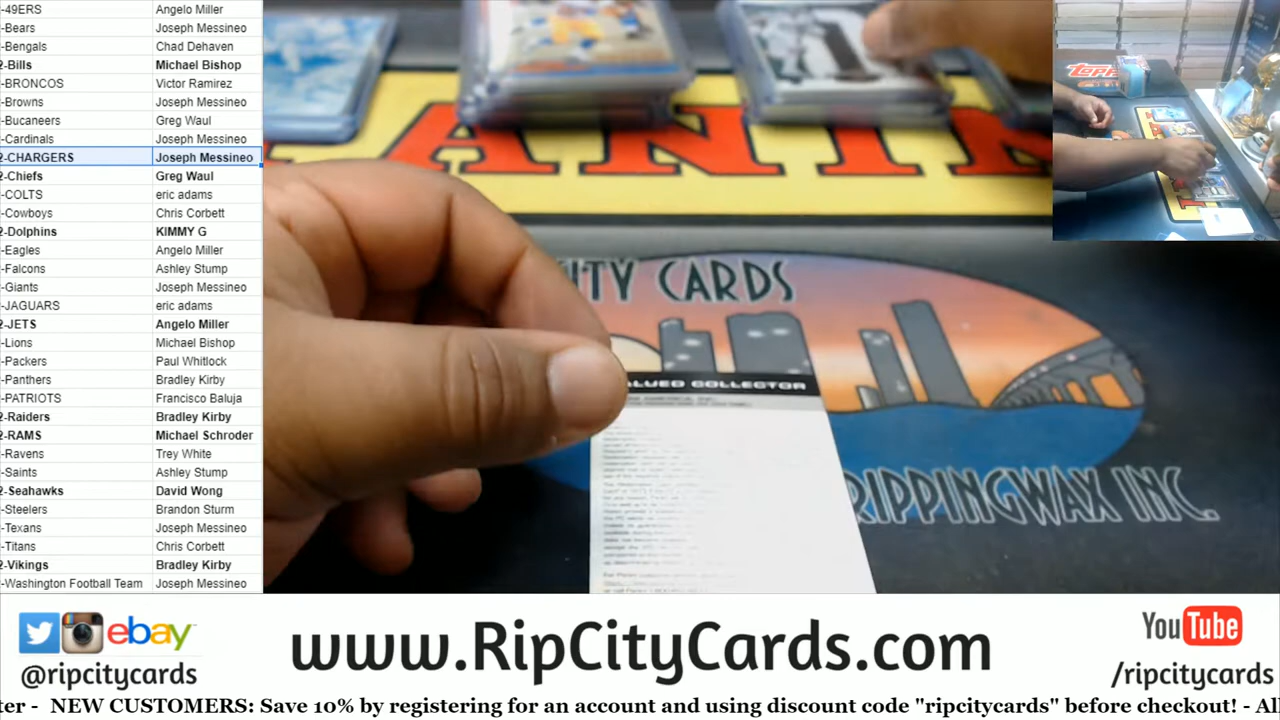 -49ERS Angelo Miller
-Bears Joseph Messineo
-Bengals Chad Dehaven
2-Bills Michael Bishop
-BRONCOS Victor Ramirez
-Browns Joseph Messineo
-Bucaneers Greg Waul
-Cardinals Joseph Messineo
2-CHARGERS Joseph Messineo
2-Chiefs Greg Waul
-COLTS eric adams
-Cowboys Chris Corbett
2-Dolphins KIMMY G
-Eagles Angelo Miller
-Falcons Ashley Stump
-Giants Joseph Messineo
-JAGUARS eric adams
2-JETS Angelo Miller
-Lions Michael Bishop
-Packers Paul Whitlock
-Panthers Bradley Kirby
-PATRIOTS Francisco Baluja
2-Raiders Bradley Kirby
2-RAMS Michael Schroder
-Ravens Trey White
-Saints Ashley Stump
2-Seahawks David Wong
-Steelers Brandon Sturm
-Texans Joseph Messineo
-Titans Chris Corbett
2-Vikings Bradley Kirby
-Washington Football Team Joseph Messineo
ANIN
ITY CARDS
ALUED COLLECTOR
INC.
TOPPS
ebay
@ripcitycards
www.RipCityCards.com
YouTube
/ripcitycards
ter - NEW CUSTOMERS: Save 10% by registering for an account and using discount code "ripcitycards" before checkout! - Al